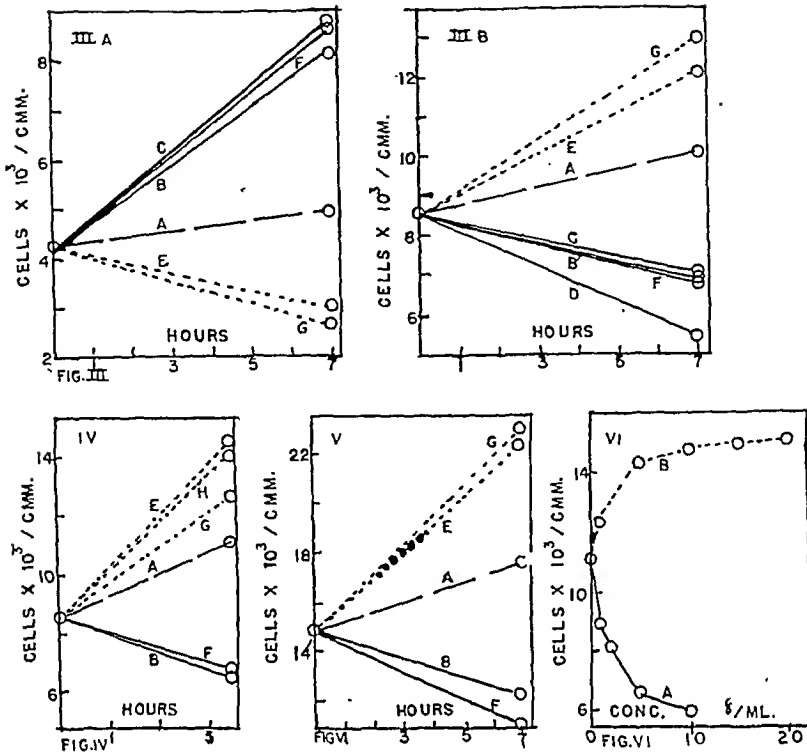 III A
8
6
4
2
CELLS X 10³ / CMM.
F
C
B
A
E
G
HOURS
1 3 5 7
FIG.III
III B
12
10
8
6
CELLS X 10³ / CMM.
G
E
A
C
B
F
D
HOURS
1 3 5 7
IV
14
10
6
CELLS X 10³ / CMM.
E
H
G
A
F
B
HOURS
1 3
FIG.IV
V
22
18
14
CELLS X 10³ / CMM.
G
E
A
B
F
HOURS
3 5 7
FIG.V
VI
14
10
6
CELLS X 10³ / CMM.
B
A
CONC. /ML.
10 20
FIG.VI